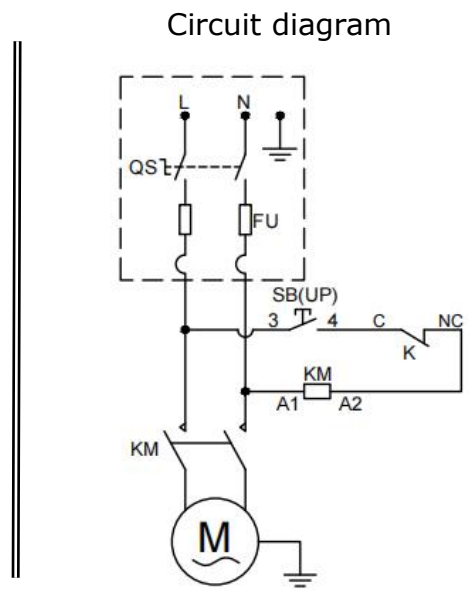 Circuit diagram
L N
QS
FU
SB(UP)
3 4 C NC
K
KM
A1 A2
KM
M